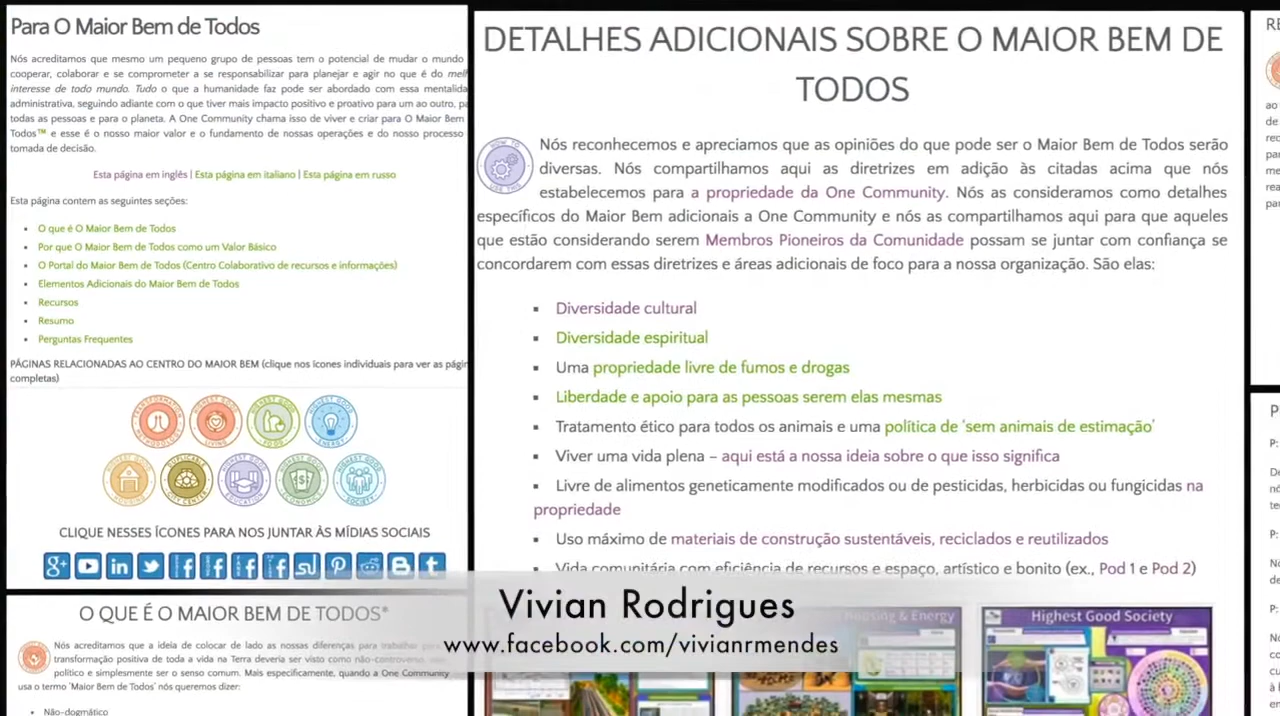 Para O Maior Bem de Todos
Nós acreditamos que mesmo um pequeno grupo de pessoas tem o potencial de mudar o mundo
cooperar, colaborar e se comprometer a se responsabilizar para planejar e agir no que é do
interesse de todo mundo. Tudo o que a humanidade faz pode ser abordado com essa
administrativa, seguindo adiante com o que tiver mais impacto positivo e proativo para um ao outro,
todas as pessoas e para o planeta. A One Community chama isso de viver e criar para O Maior Bem
Todos™ e esse é o nosso maior valor e o fundamento de nossas operações e do nosso processo
tomada de decisão.
Esta página em inglês | Esta página em italiano | Esta página em russo
Esta página contem as seguintes seções:
• O que é O Maior Bem de Todos
• Por que O Maior Bem de Todos como um Valor Básico
• O Portal do Maior Bem de Todos (Centro Colaborativo de recursos e informações)
• Elementos Adicionais do Maior Bem de Todos
• Recursos
• Resumo
• Perguntas Frequentes
PÁGINAS RELACIONADAS AO CENTRO DO MAIOR BEM (clique nos ícones individuais para ver as
completas)
CLIQUE NESSES ÍCONES PARA NOS JUNTAR ÀS MÍDIAS SOCIAIS
O QUE É O MAIOR BEM DE TODOS*
Nós acreditamos que a ideia de colocar de lado as nossas diferenças para trabalhar
transformação positiva de toda a vida na Terra deveria ser visto como não-controverso,
político e simplesmente ser o senso comum. Mais especificamente, quando a One Community
usa o termo 'Maior Bem de Todos' nós queremos dizer:
• Não-dogmático
DETALHES ADICIONAIS SOBRE O MAIOR BEM DE
TODOS
HOW TO
USE THIS
Nós reconhecemos e apreciamos que as opiniões do que pode ser o Maior Bem de Todos serão
diversas. Nós compartilhamos aqui as diretrizes em adição às citadas acima que nós
estabelecemos para a propriedade da One Community. Nós as consideramos como detalhes
específicos do Maior Bem adicionais a One Community e nós as compartilhamos aqui para que aqueles
que estão considerando serem Membros Pioneiros da Comunidade possam se juntar com confiança se
concordarem com essas diretrizes e áreas adicionais de foco para a nossa organização. São elas:
▪ Diversidade cultural
▪ Diversidade espiritual
▪ Uma propriedade livre de fumos e drogas
▪ Liberdade e apoio para as pessoas serem elas mesmas
▪ Tratamento ético para todos os animais e uma política de 'sem animais de estimação'
▪ Viver uma vida plena – aqui está a nossa ideia sobre o que isso significa
▪ Livre de alimentos geneticamente modificados ou de pesticidas, herbicidas ou fungicidas na
propriedade
▪ Uso máximo de materiais de construção sustentáveis, reciclados e reutilizados
▪ Vida comunitária com eficiência de recursos e espaço, artístico e bonito (ex., Pod 1 e Pod 2)
Vivian Rodrigues
www.facebook.com/vivianrmendes
Housing & Energy
Highest Good Society